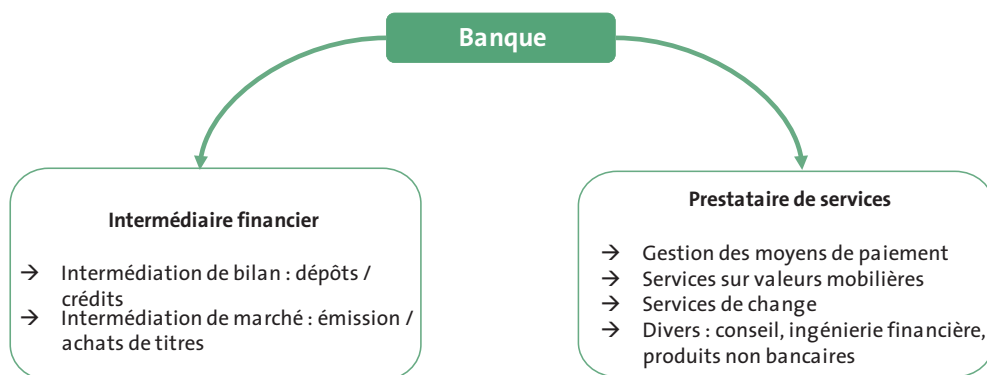 Banque
Intermédiaire financier
→ Intermédiation de bilan : dépôts /
crédits
→ Intermédiation de marché : émission /
achats de titres
Prestataire de services
→ Gestion des moyens de paiement
→ Services sur valeurs mobilières
→ Services de change
→ Divers : conseil, ingénierie financière,
produits non bancaires